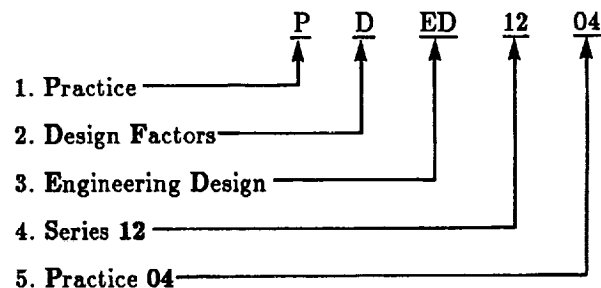 P D ED 12 04
1. Practice
2. Design Factors
3. Engineering Design
4. Series 12
5. Practice 04